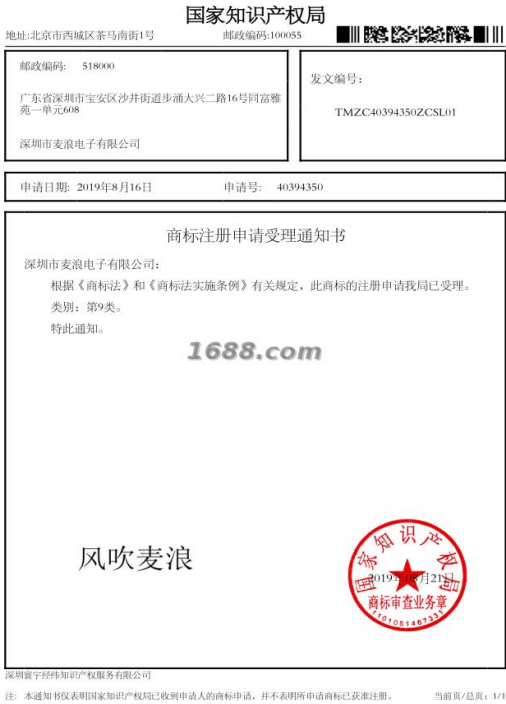 国家知识产权局
地址:北京市西城区茶马南街1号 邮政编码:100055
邮政编码: 518000
广东省深圳市宝安区沙井街道步涌大兴二路16号同富雅
苑一单元608
深圳市麦浪电子有限公司
发文编号:
TMZC40394350ZCSL01
申请日期: 2019年8月16日 申请号: 40394350
商标注册申请受理通知书
深圳市麦浪电子有限公司:
根据《商标法》和《商标法实施条例》有关规定，此商标的注册申请我局已受理。
类别: 第9类。
特此通知。
1688.com
风吹麦浪
国家知识产权局
2019年08月21日
商标审查业务章
1101081467331
深圳寰宇经纬知识产权服务有限公司
注: 本通知书仅表明国家知识产权局已收到申请人的商标申请，并不表明所申请商标已获准注册。 当前页/总页: 1/1